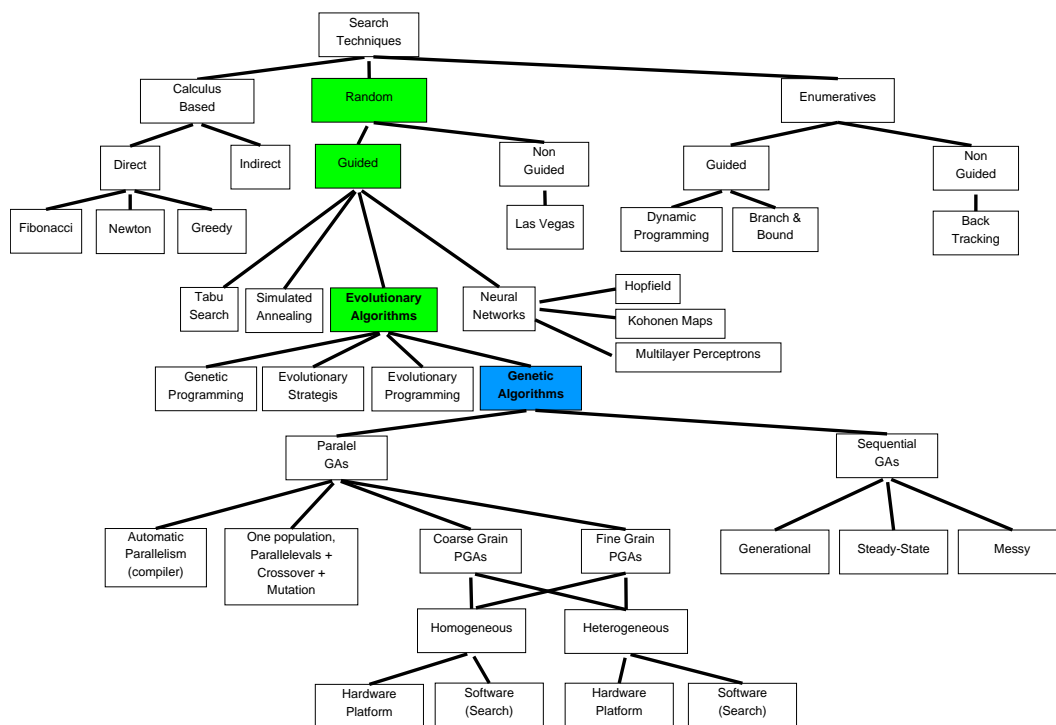 Search
Techniques
Calculus
Based
Random
Enumeratives
Direct
Indirect
Guided
Non
Guided
Guided
Non
Guided
Fibonacci
Newton
Greedy
Las Vegas
Dynamic
Programming
Branch &
Bound
Back
Tracking
Tabu
Search
Simulated
Annealing
Evolutionary
Algorithms
Neural
Networks
Hopfield
Kohonen Maps
Multilayer Perceptrons
Genetic
Programming
Evolutionary
Strategis
Evolutionary
Programming
Genetic
Algorithms
Paralel
GAs
Sequential
GAs
Automatic
Parallelism
(compiler)
One population,
Parallelevals +
Crossover +
Mutation
Coarse Grain
PGAs
Fine Grain
PGAs
Generational
Steady-State
Messy
Homogeneous
Heterogeneous
Hardware
Platform
Software
(Search)
Hardware
Platform
Software
(Search)